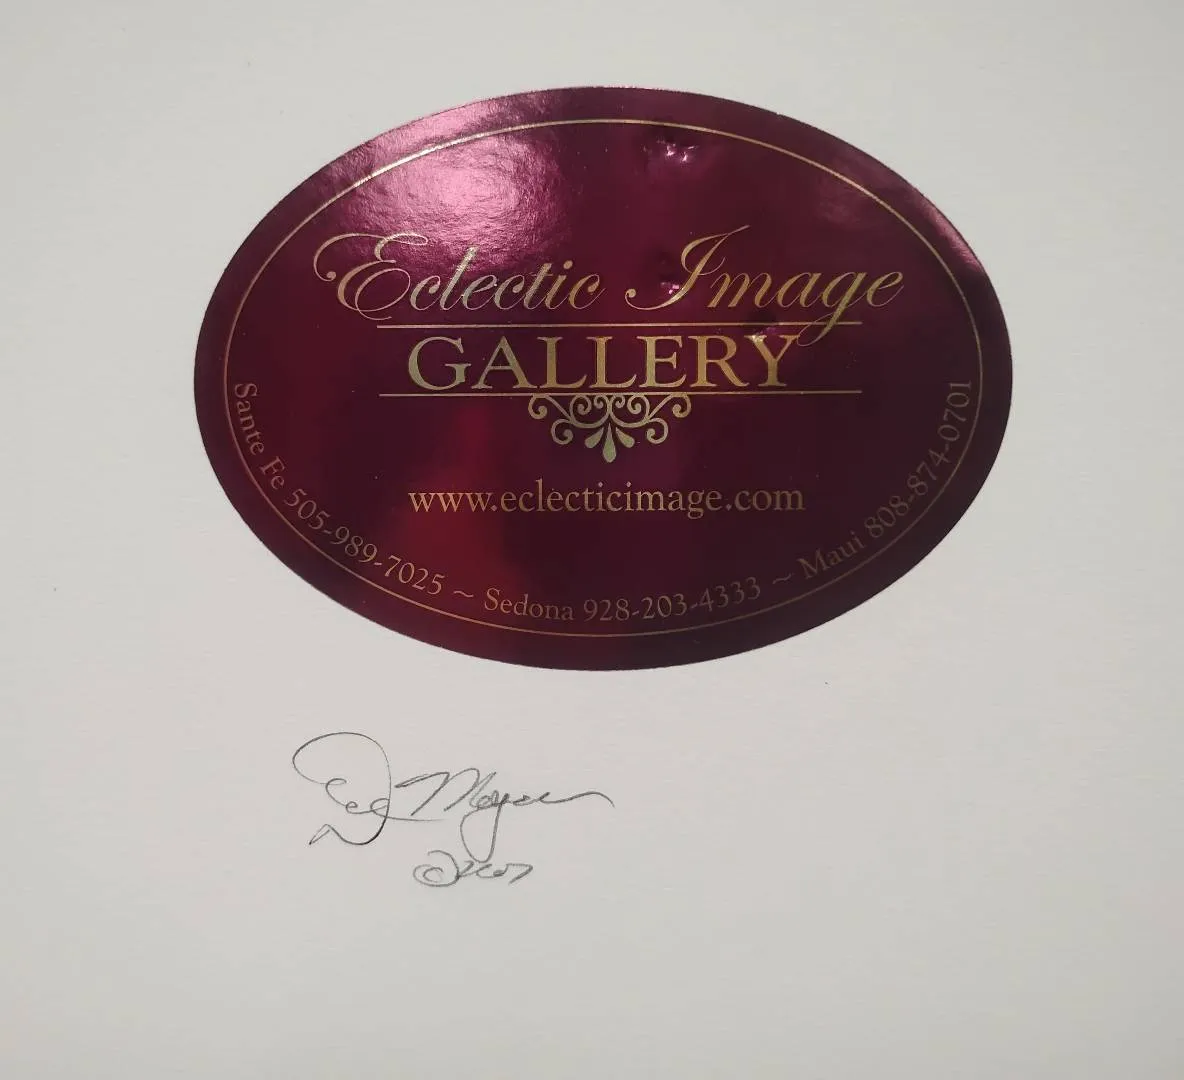 Eclectic Image
GALLERY
www.eclecticimage.com
Sante Fe 505-989-7025 ~ Sedona 928-203-4333 ~ Maui 808-874-0701
©2007